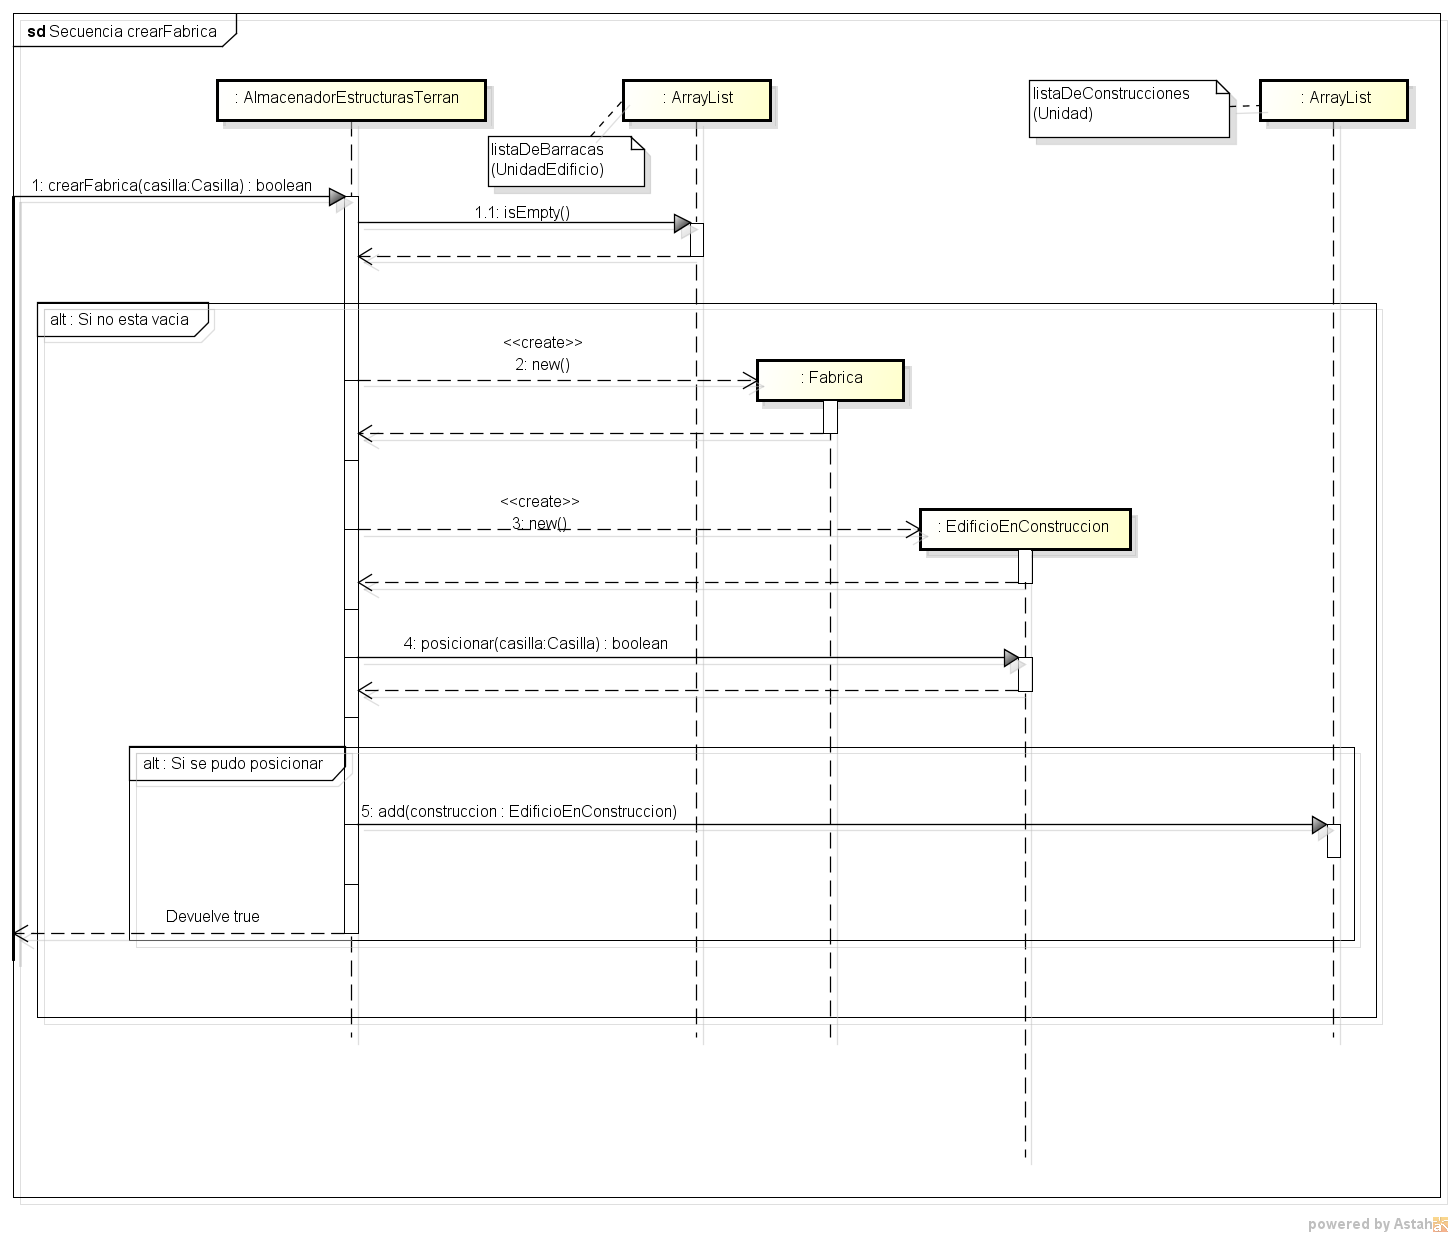 sd Secuencia crearFabrica
: AlmacenadorEstructurasTerran
: ArrayList
listaDeConstrucciones
(Unidad)
: ArrayList
listaDeBarracas
(UnidadEdificio)
1: crearFabrica(casilla:Casilla) : boolean
1.1: isEmpty()
alt : Si no esta vacia
<<create>>
2: new()
: Fabrica
<<create>>
3: new()
: EdificioEnConstruccion
4: posicionar(casilla:Casilla) : boolean
alt : Si se pudo posicionar
5: add(construccion : EdificioEnConstruccion)
Devuelve true
powered by Astah